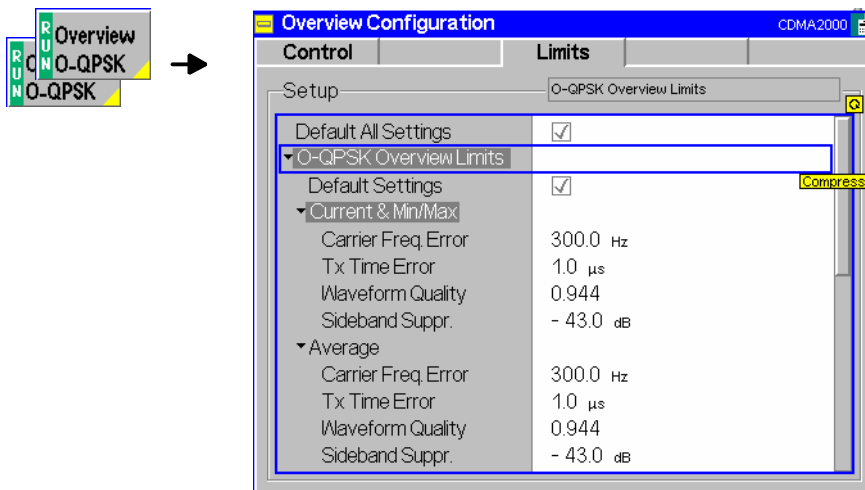 RUN Overview
O-QPSK
RUN
O-QPSK
Overview Configuration CDMA2000
Control Limits
Setup O-QPSK Overview Limits
Default All Settings
O-QPSK Overview Limits
Compress
Default Settings
Current & Min/Max
Carrier Freq. Error 300.0 Hz
Tx Time Error 1.0 µs
Waveform Quality 0.944
Sideband Suppr. - 43.0 dB
Average
Carrier Freq. Error 300.0 Hz
Tx Time Error 1.0 µs
Waveform Quality 0.944
Sideband Suppr. - 43.0 dB